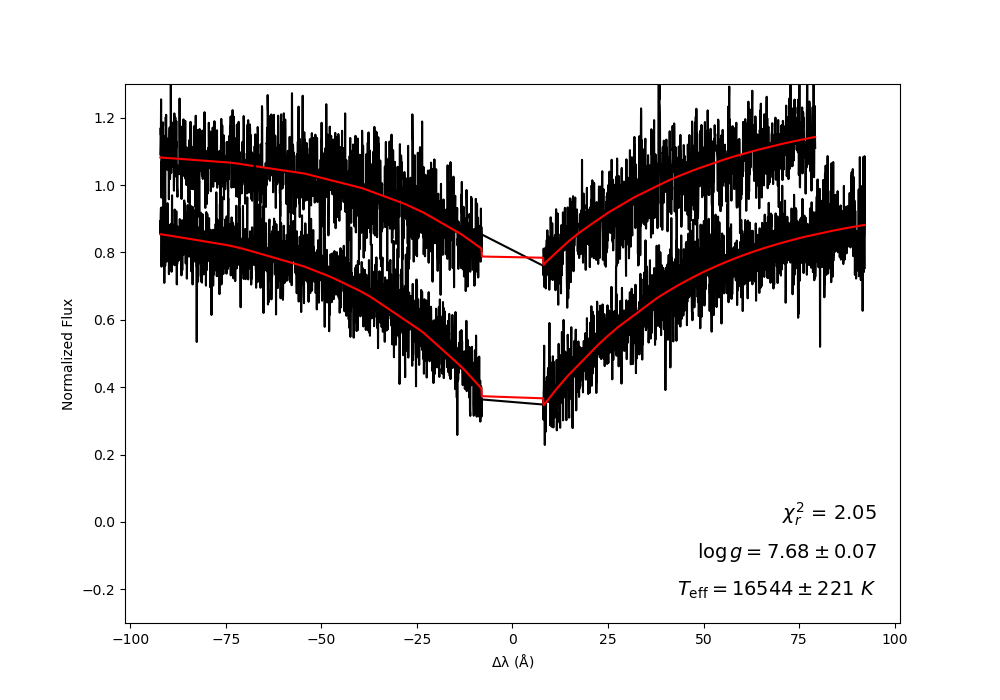 1.2
1.0
0.8
0.6
0.4
0.2
0.0
−0.2
Normalized Flux
χ²ᵣ = 2.05
log g = 7.68 ± 0.07
T_eff = 16544 ± 221 K
−100 −75 −50 −25 0 25 50 75 100
Δλ (Å)